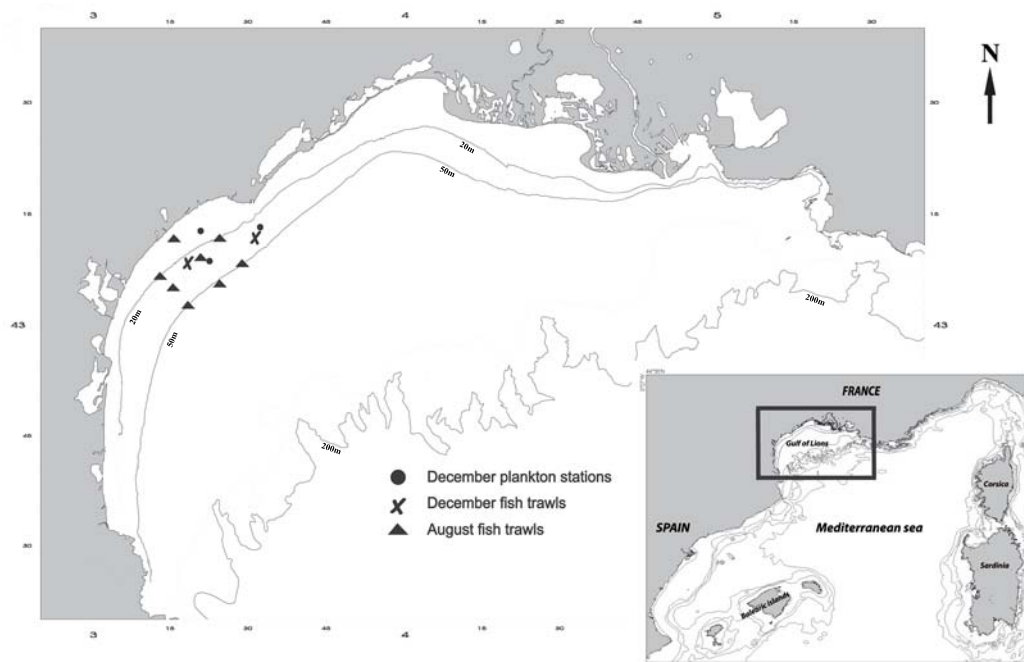 3 15 30 45 4 15 30 45 5 15 30
N
30 30
20m
50m
15 15
200m
20m
43 43
50m
FRANCE
Gulf of Lions
45
200m
December plankton stations
Corsica
December fish trawls
SPAIN Mediterranean sea
August fish trawls
30
Sardinia
Balearic Islands
3 15 30 45 4 15 30